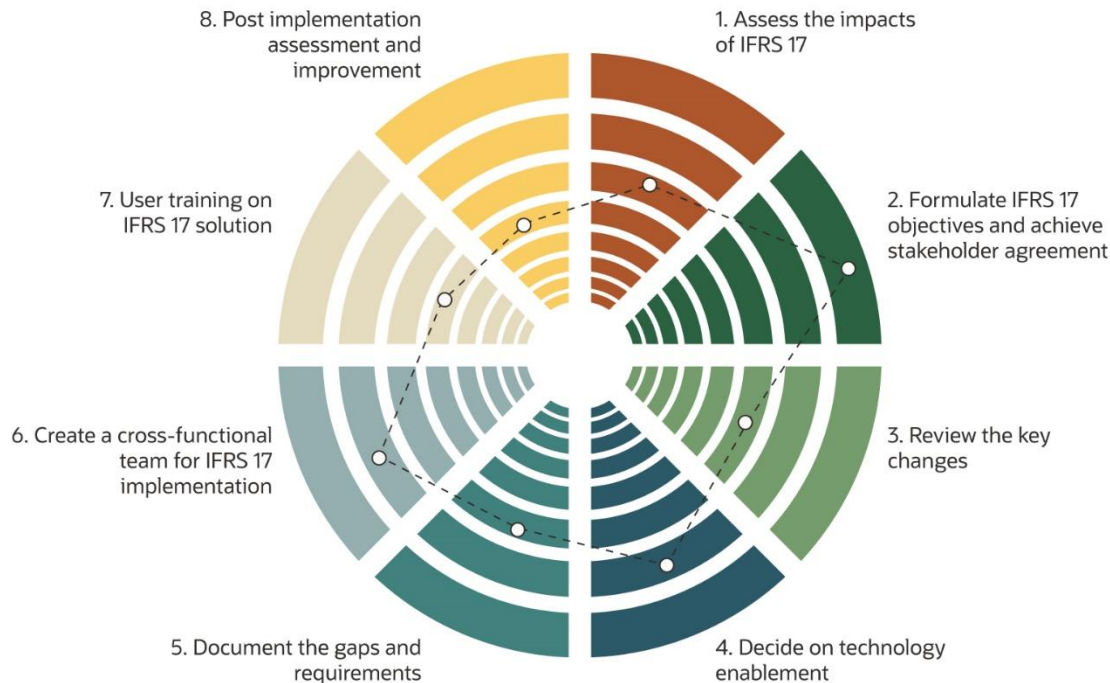 1. Assess the impacts
of IFRS 17
2. Formulate IFRS 17
objectives and achieve
stakeholder agreement
3. Review the key
changes
4. Decide on technology
enablement
5. Document the gaps and
requirements
6. Create a cross-functional
team for IFRS 17
implementation
7. User training on
IFRS 17 solution
8. Post implementation
assessment and
improvement